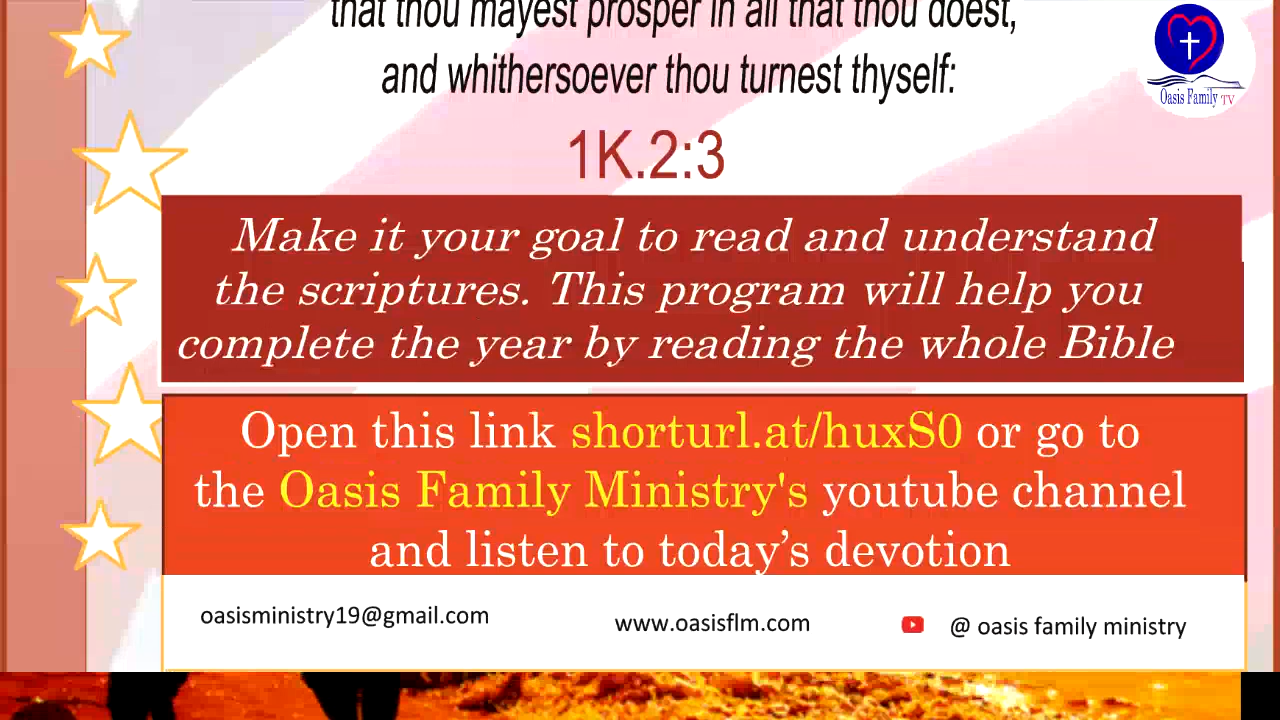 that thou mayest prosper in all that thou doest,
and whithersoever thou turnest thyself:
Oasis Family TV
1K.2:3
Make it your goal to read and understand
the scriptures. This program will help you
complete the year by reading the whole Bible
Open this link shorturl.at/huxS0 or go to
the Oasis Family Ministry's youtube channel
and listen to today’s devotion
oasisministry19@gmail.com
www.oasisflm.com
@ oasis family ministry